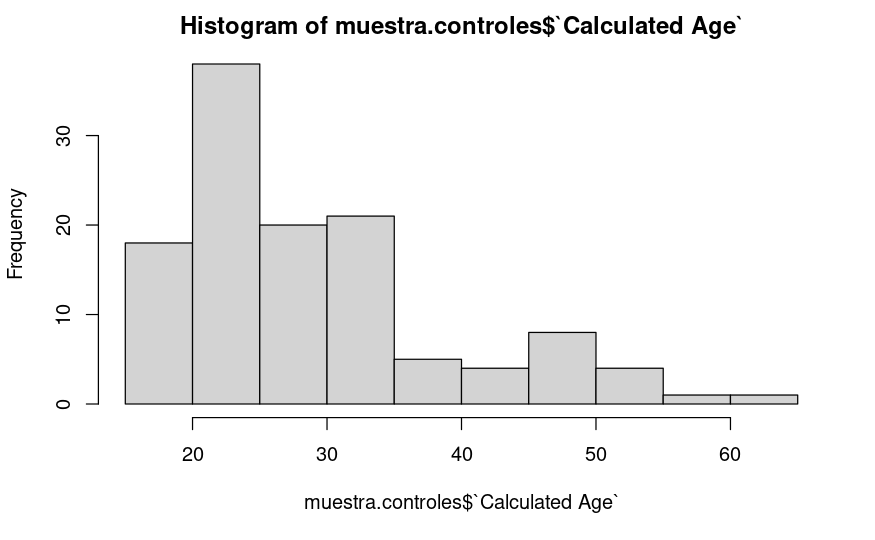 Histogram of muestra.controles$`Calculated Age`
Frequency
30
20
10
0
20 30 40 50 60
muestra.controles$`Calculated Age`